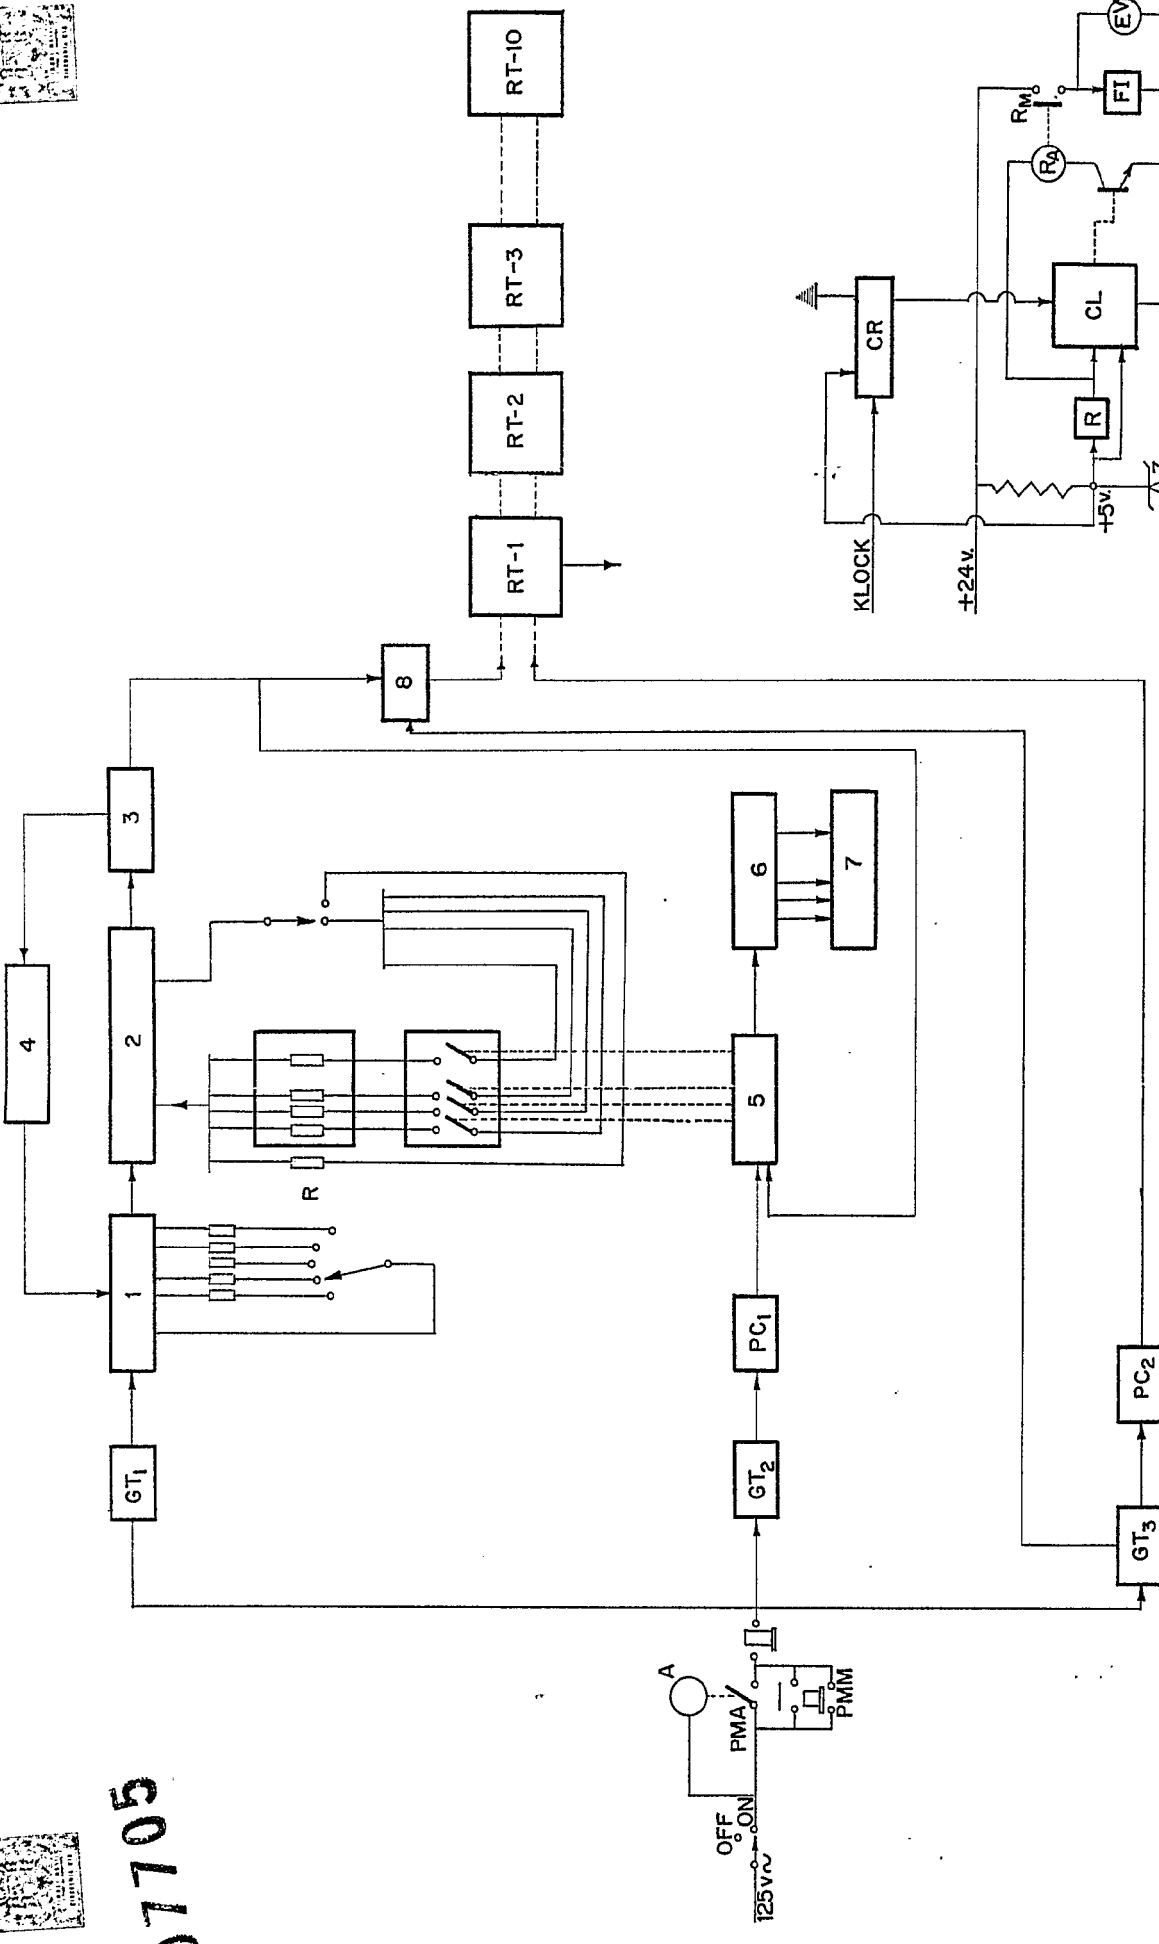 RT-10
RT-3
RT-2
RT-1
8
3
4
2
1
R
GT1
6
7
5
PC1
GT2
GT3
PC2
A
PMA
PMM
OFF
ON
125v~
KLOCK
+24v.
+5v.
CR
CL
R
RA
RM
FI
EV
7705